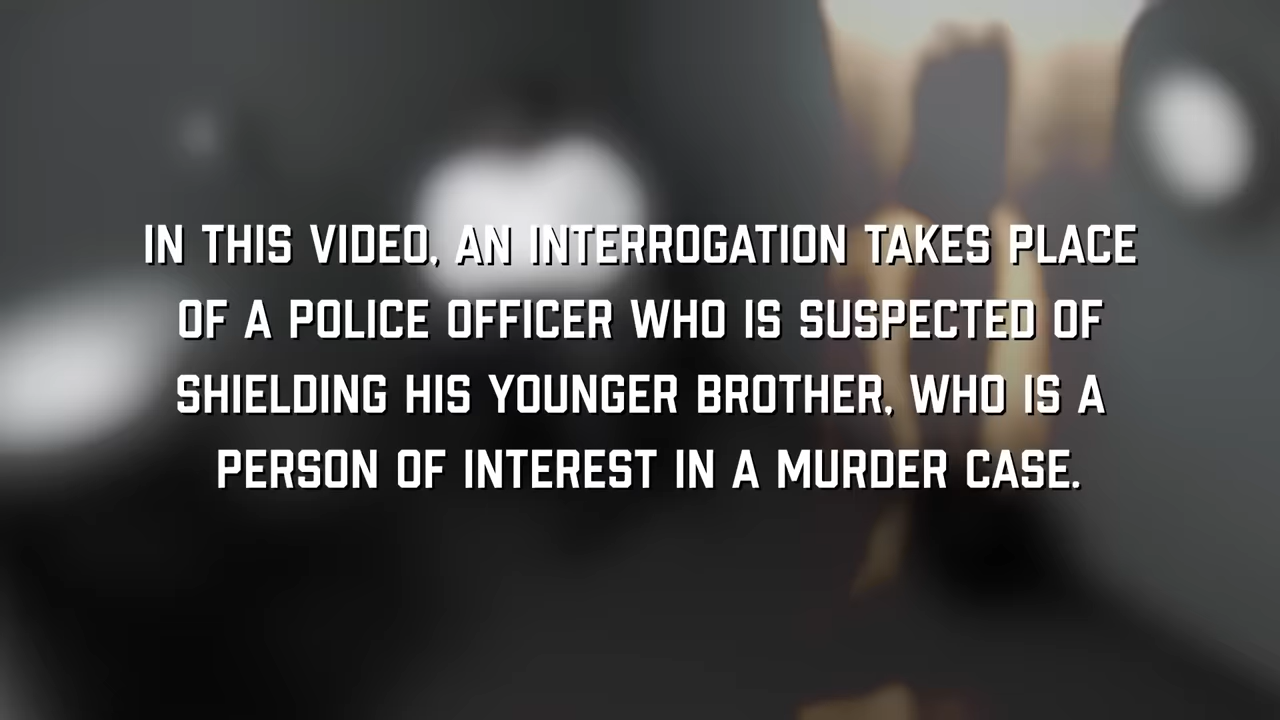 IN THIS VIDEO, AN INTERROGATION TAKES PLACE
OF A POLICE OFFICER WHO IS SUSPECTED OF
SHIELDING HIS YOUNGER BROTHER, WHO IS A
PERSON OF INTEREST IN A MURDER CASE.